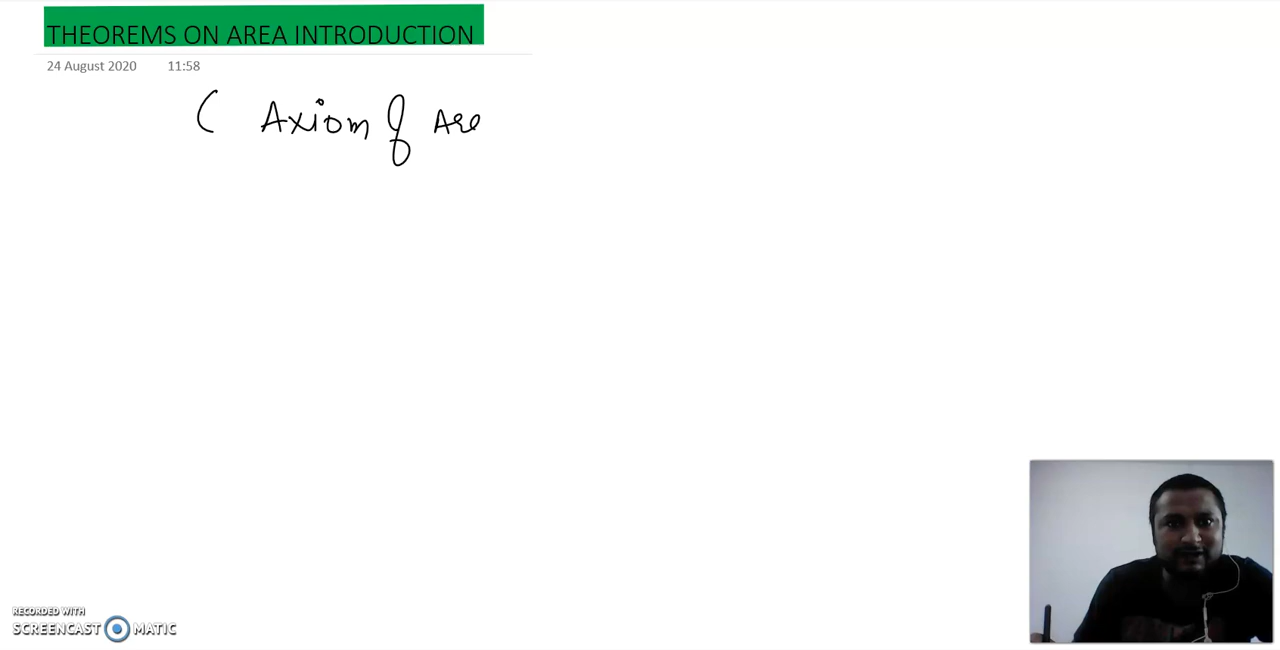 THEOREMS ON AREA INTRODUCTION
24 August 2020 11:58
( Axiom of Are
RECORDED WITH
SCREENCAST MATIC